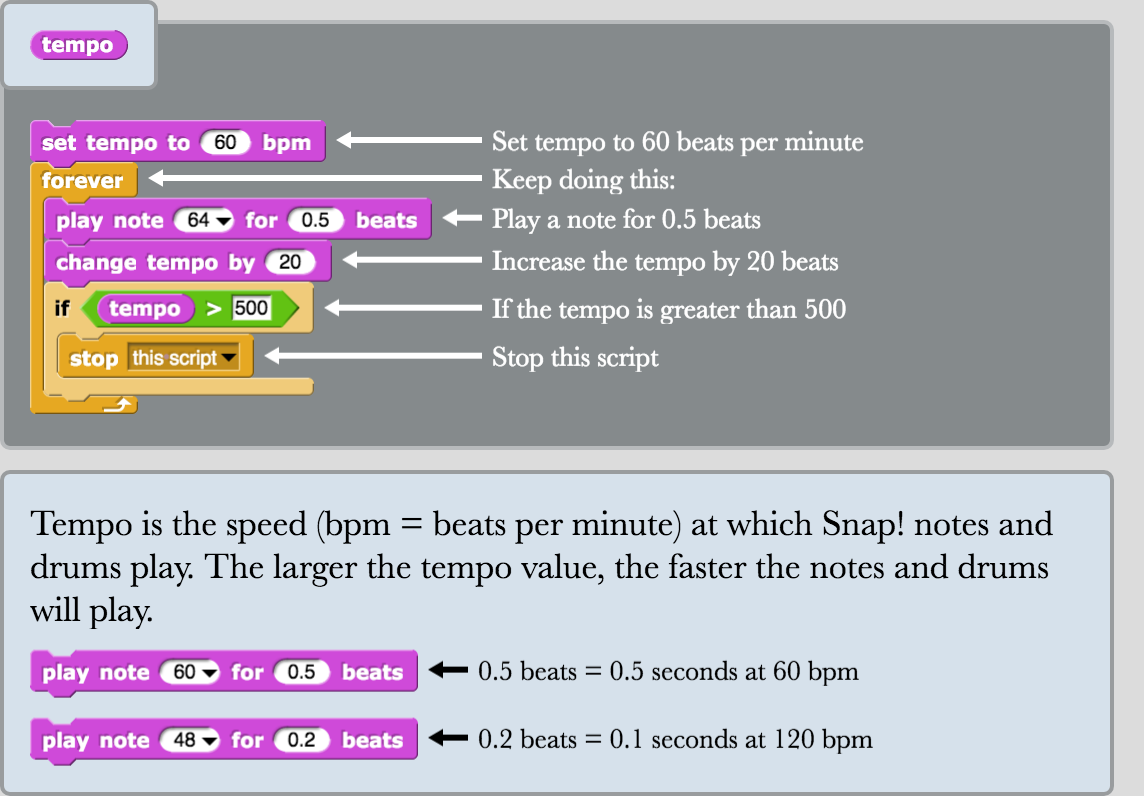 tempo
set tempo to 60 bpm
Set tempo to 60 beats per minute
forever
Keep doing this:
play note 64 for 0.5 beats
Play a note for 0.5 beats
change tempo by 20
Increase the tempo by 20 beats
if tempo > 500
If the tempo is greater than 500
stop this script
Stop this script
Tempo is the speed (bpm = beats per minute) at which Snap! notes and
drums play. The larger the tempo value, the faster the notes and drums
will play.
play note 60 for 0.5 beats
0.5 beats = 0.5 seconds at 60 bpm
play note 48 for 0.2 beats
0.2 beats = 0.1 seconds at 120 bpm